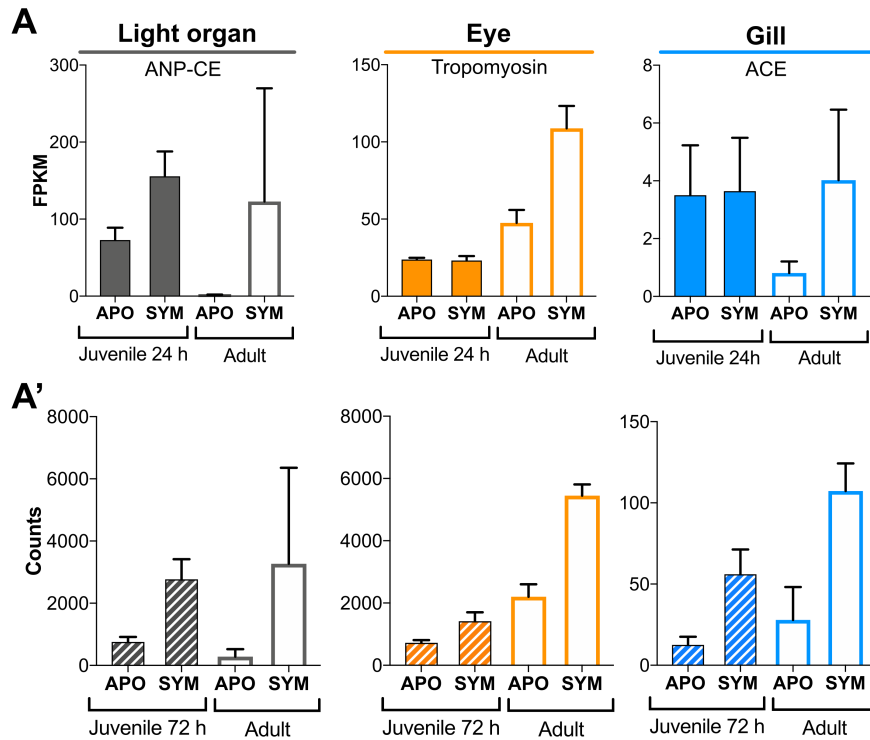 A
Light organ
Eye
Gill
ANP-CE
Tropomyosin
ACE
FPKM
300
200
100
0
150
100
50
0
8
6
4
2
0
APO SYM APO SYM
Juvenile 24 h Adult
APO SYM APO SYM
Juvenile 24 h Adult
APO SYM APO SYM
Juvenile 24h Adult
A'
Counts
8000
6000
4000
2000
0
8000
6000
4000
2000
0
150
100
50
0
APO SYM APO SYM
Juvenile 72 h Adult
APO SYM APO SYM
Juvenile 72 h Adult
APO SYM APO SYM
Juvenile 72 h Adult